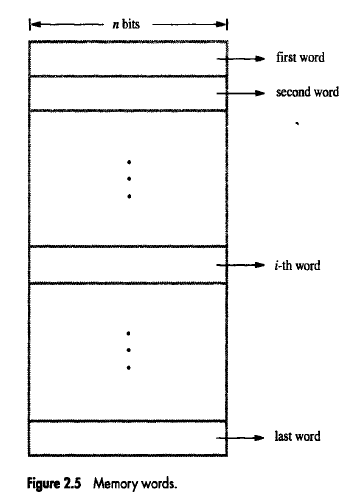 n bits
first word
second word
i-th word
last word
Figure 2.5 Memory words.